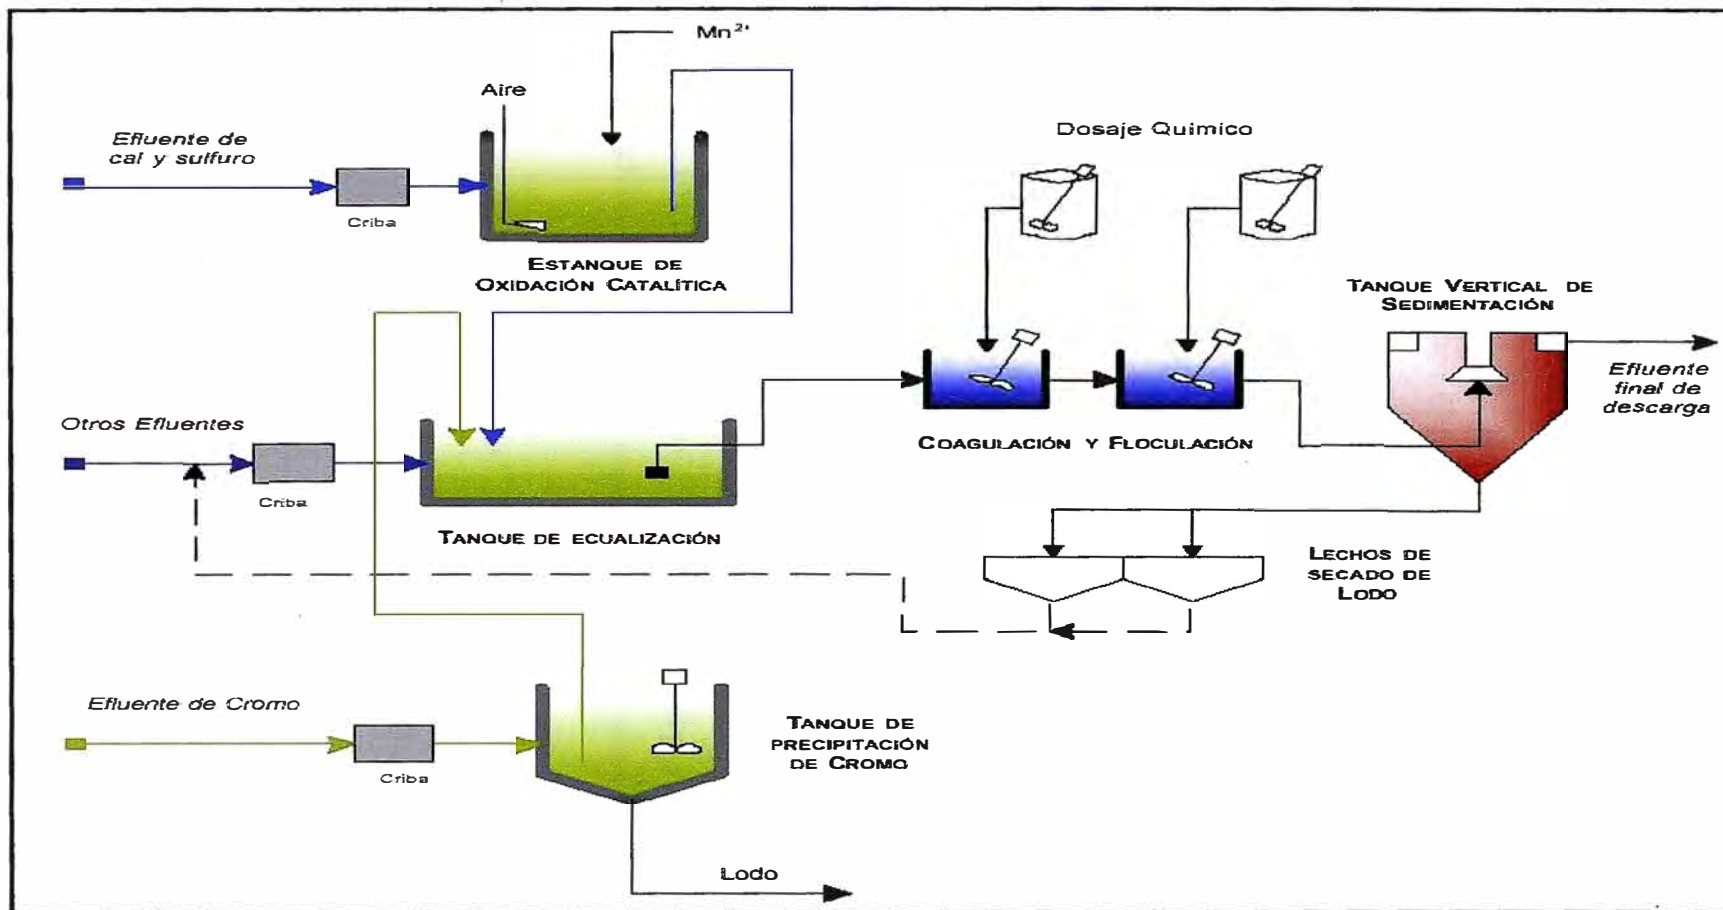 Mn²⁺
Aire
Efluente de
cal y sulfuro
Criba
ESTANQUE DE
OXIDACIÓN CATALÍTICA
Dosaje Químico
TANQUE VERTICAL DE
SEDIMENTACIÓN
Efluente
final de
descarga
COAGULACIÓN Y FLOCULACIÓN
Otros Efluentes
Criba
TANQUE DE ECUALIZACIÓN
LECHOS DE
SECADO DE
LODO
Efluente de Cromo
Criba
TANQUE DE
PRECIPITACIÓN
DE CROMO
Lodo